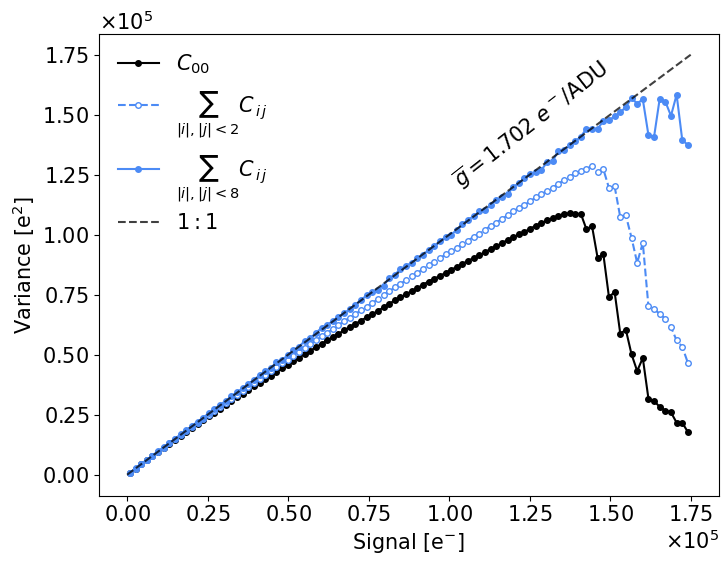 ×10⁵
1.75
1.50
1.25
1.00
0.75
0.50
0.25
0.00
Variance [e²]
C₀₀
∑ C_{ij}
|i|, |j| < 2
∑ C_{ij}
|i|, |j| < 8
1 : 1
g̅ = 1.702 e⁻/ADU
0.00 0.25 0.50 0.75 1.00 1.25 1.50 1.75
Signal [e⁻]
×10⁵